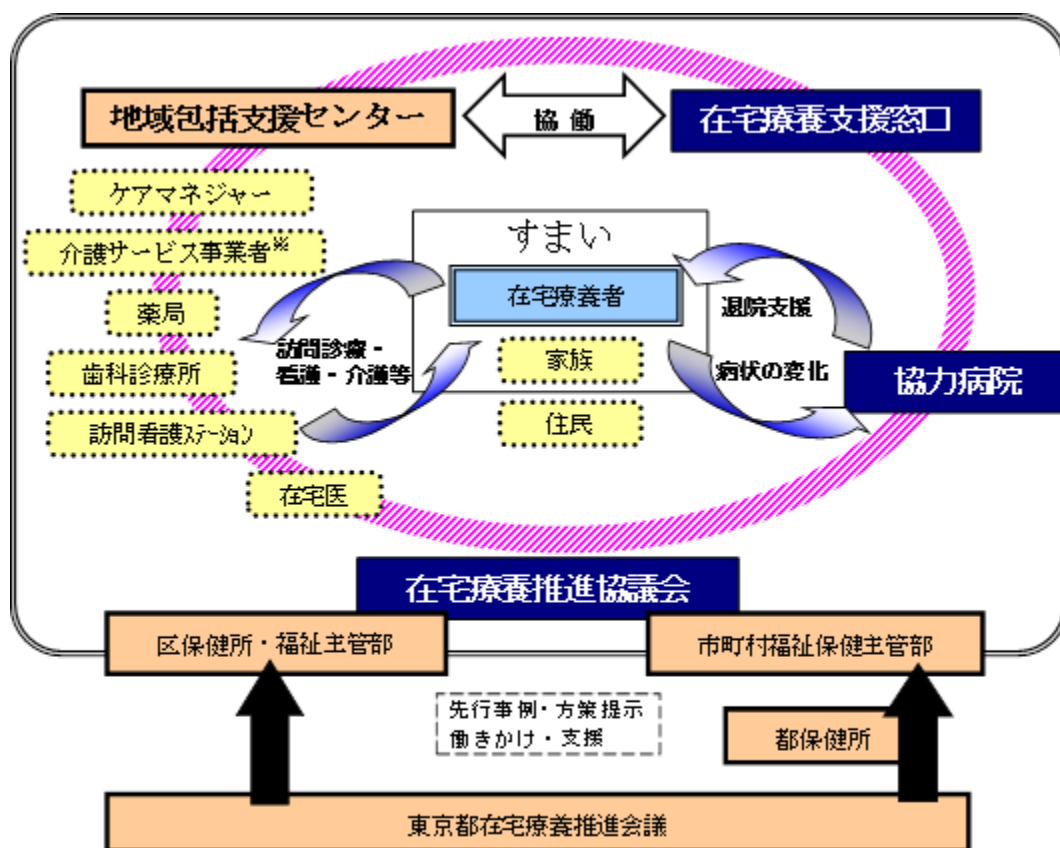 地域包括支援センター
協働
在宅療養支援窓口
ケアマネジャー
介護サービス事業者※
薬局
歯科診療所
訪問看護ステーション
在宅医
訪問診療・
看護・介護等
すまい
在宅療養者
家族
住民
退院支援
病状の変化
協力病院
在宅療養推進協議会
区保健所・福祉主管部
市町村福祉保健主管部
先行事例・方策提示
働きかけ・支援
都保健所
東京都在宅療養推進会議